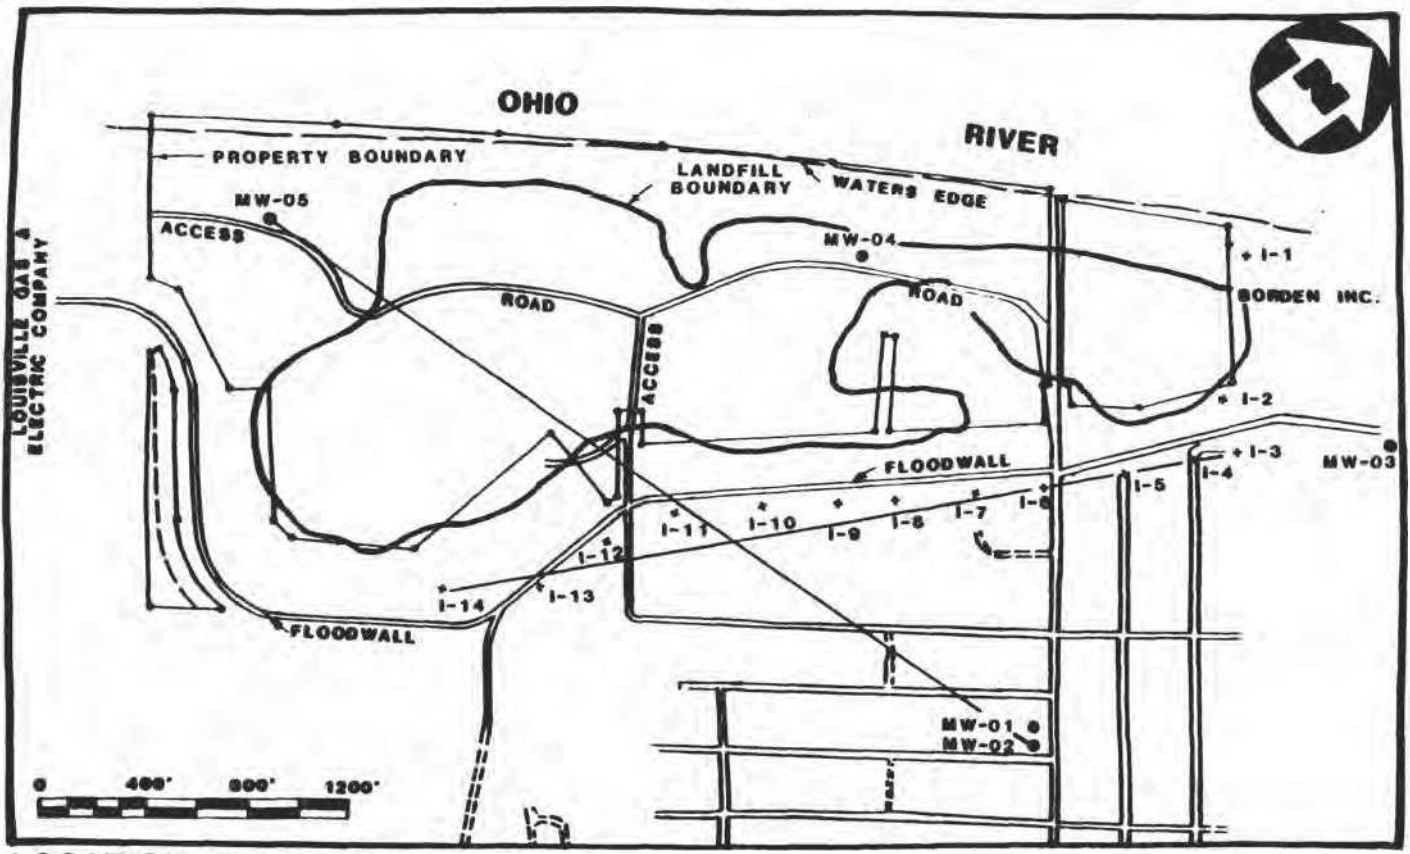 OHIO
RIVER
N
PROPERTY BOUNDARY
LANDFILL
BOUNDARY
WATERS EDGE
MW-05
ACCESS
MW-04
I-1
LOUISVILLE GAS &
ELECTRIC COMPANY
ROAD
ROAD
BORDEN INC.
ACCESS
I-2
FLOODWALL
I-3
MW-03
I-4
I-5
I-6
I-7
I-8
I-9
I-10
I-11
I-12
I-13
I-14
FLOODWALL
MW-01
MW-02
0 400' 800' 1200'